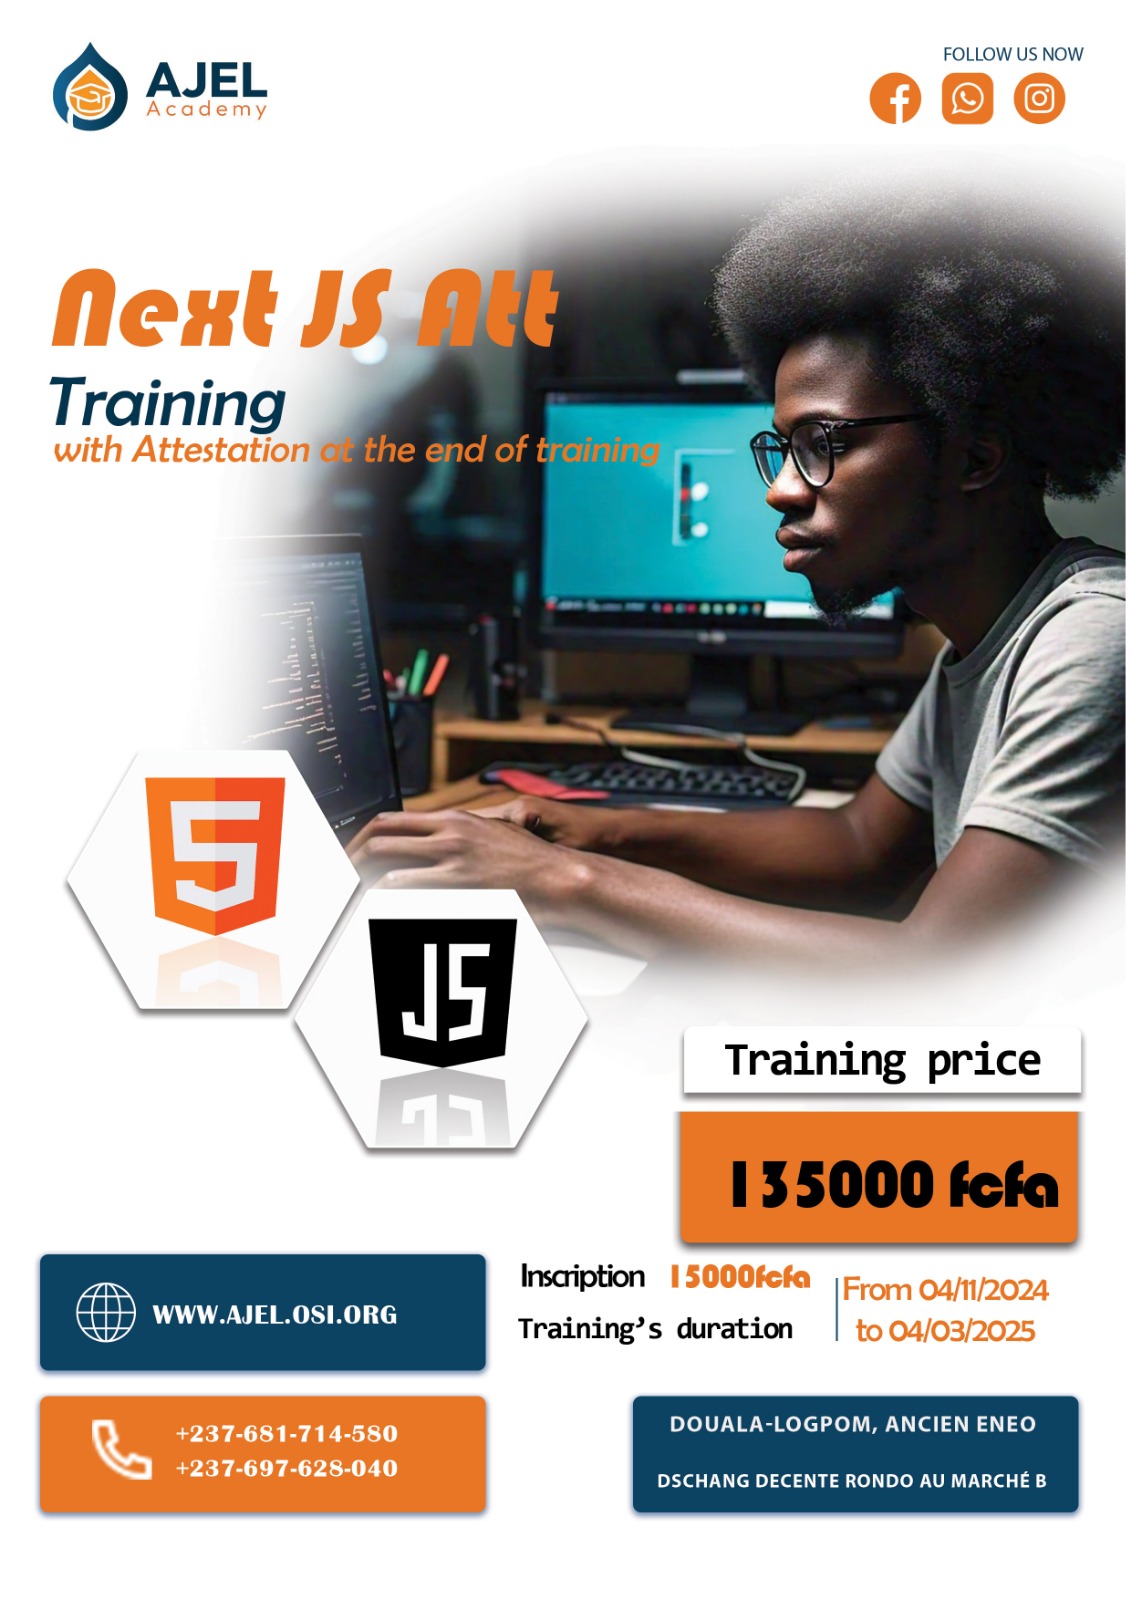 AJEL
Academy
FOLLOW US NOW
Next JS Att
Training
with Attestation at the end of training
5
JS
Training price
135000 fcfa
WWW.AJEL.OSI.ORG
Inscription 15000fcfa
Training's duration
From 04/11/2024
to 04/03/2025
+237-681-714-580
+237-697-628-040
DOUALA-LOGPOM, ANCIEN ENEO
DSCHANG DECENTE RONDO AU MARCHÉ B